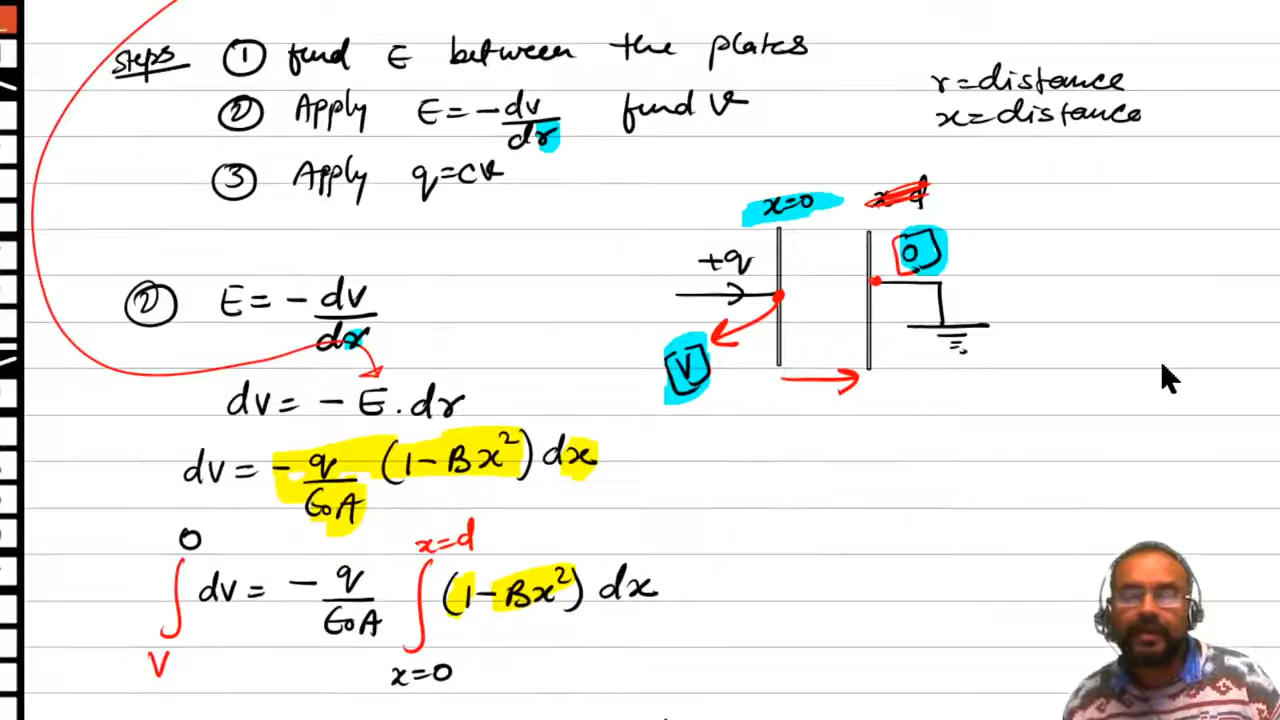 steps ① find E between the plates
r=distance
② Apply E=-dv/dr find V
x=distance
③ Apply q=CV
x=0
0
+q
V
② E=-dv/dx
dv=-E.dr
dv=-q/ϵ0A (1-Bx²)dx
∫_V^0 dv=-q/ϵ0A ∫_{x=0}^{x=d} (1-Bx²) dx